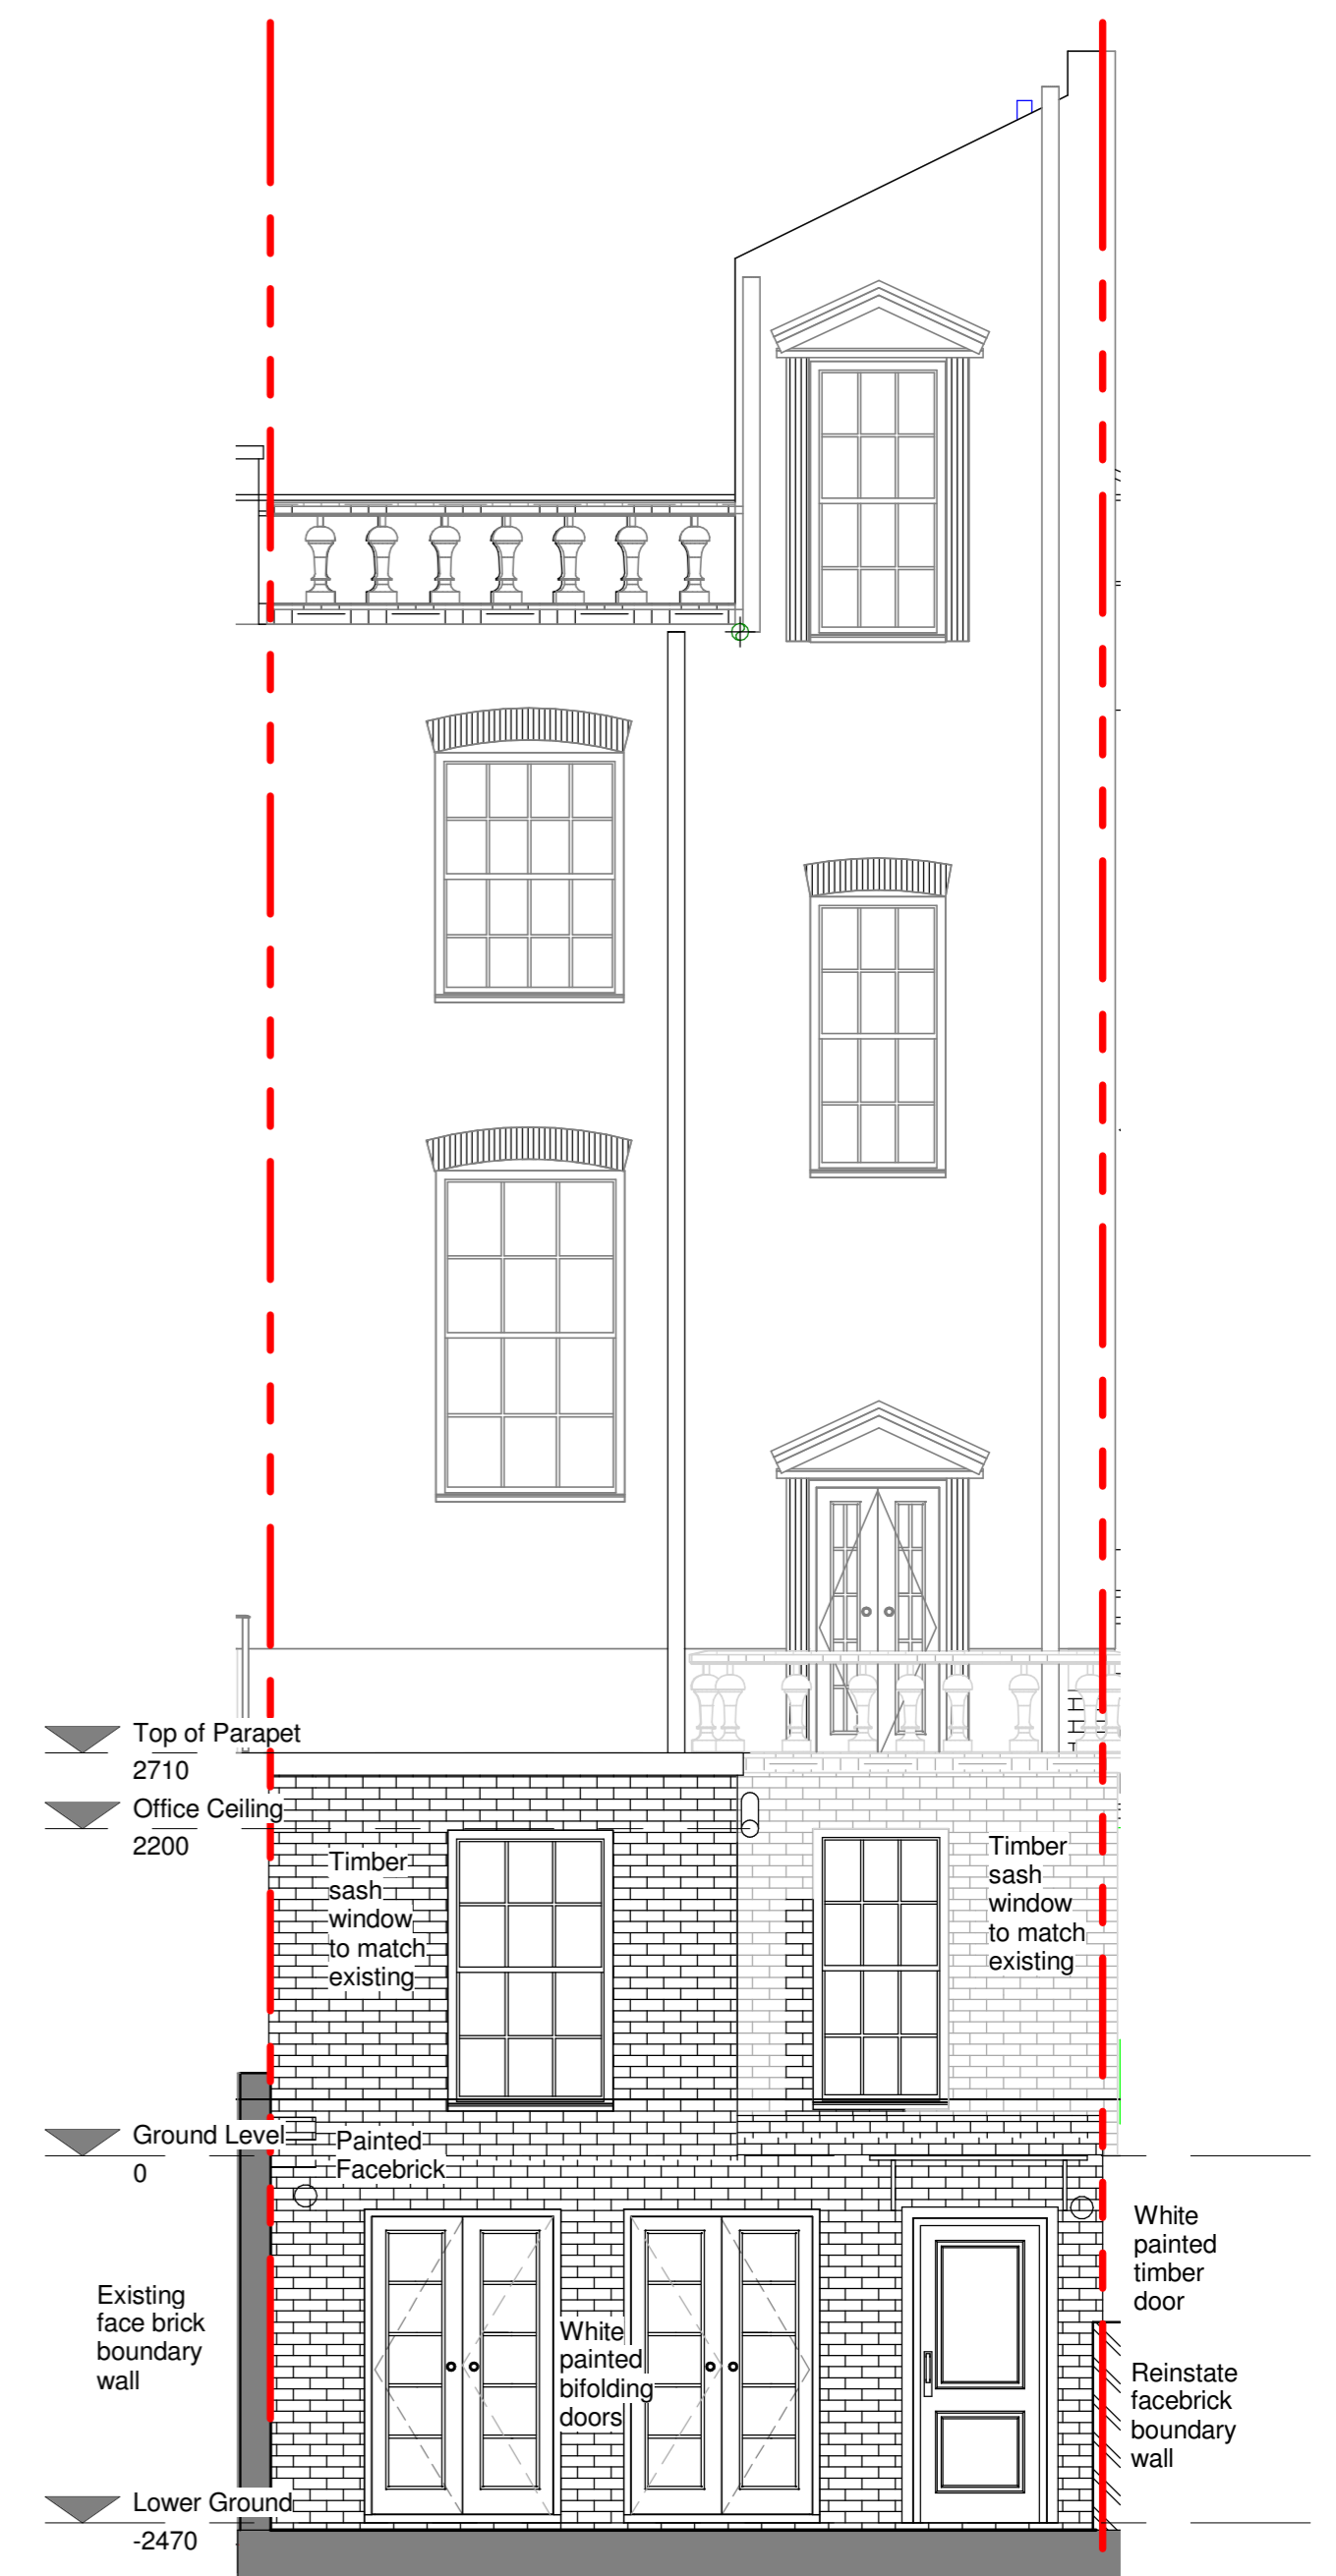 Top of Parapet
2710
Office Ceiling
2200
Timber
sash
window
to match
existing
Timber
sash
window
to match
existing
Ground Level
0
Painted
Facebrick
White
painted
timber
door
Existing
face brick
boundary
wall
White
painted
bifolding
doors
Reinstate
facebrick
boundary
wall
Lower Ground
-2470